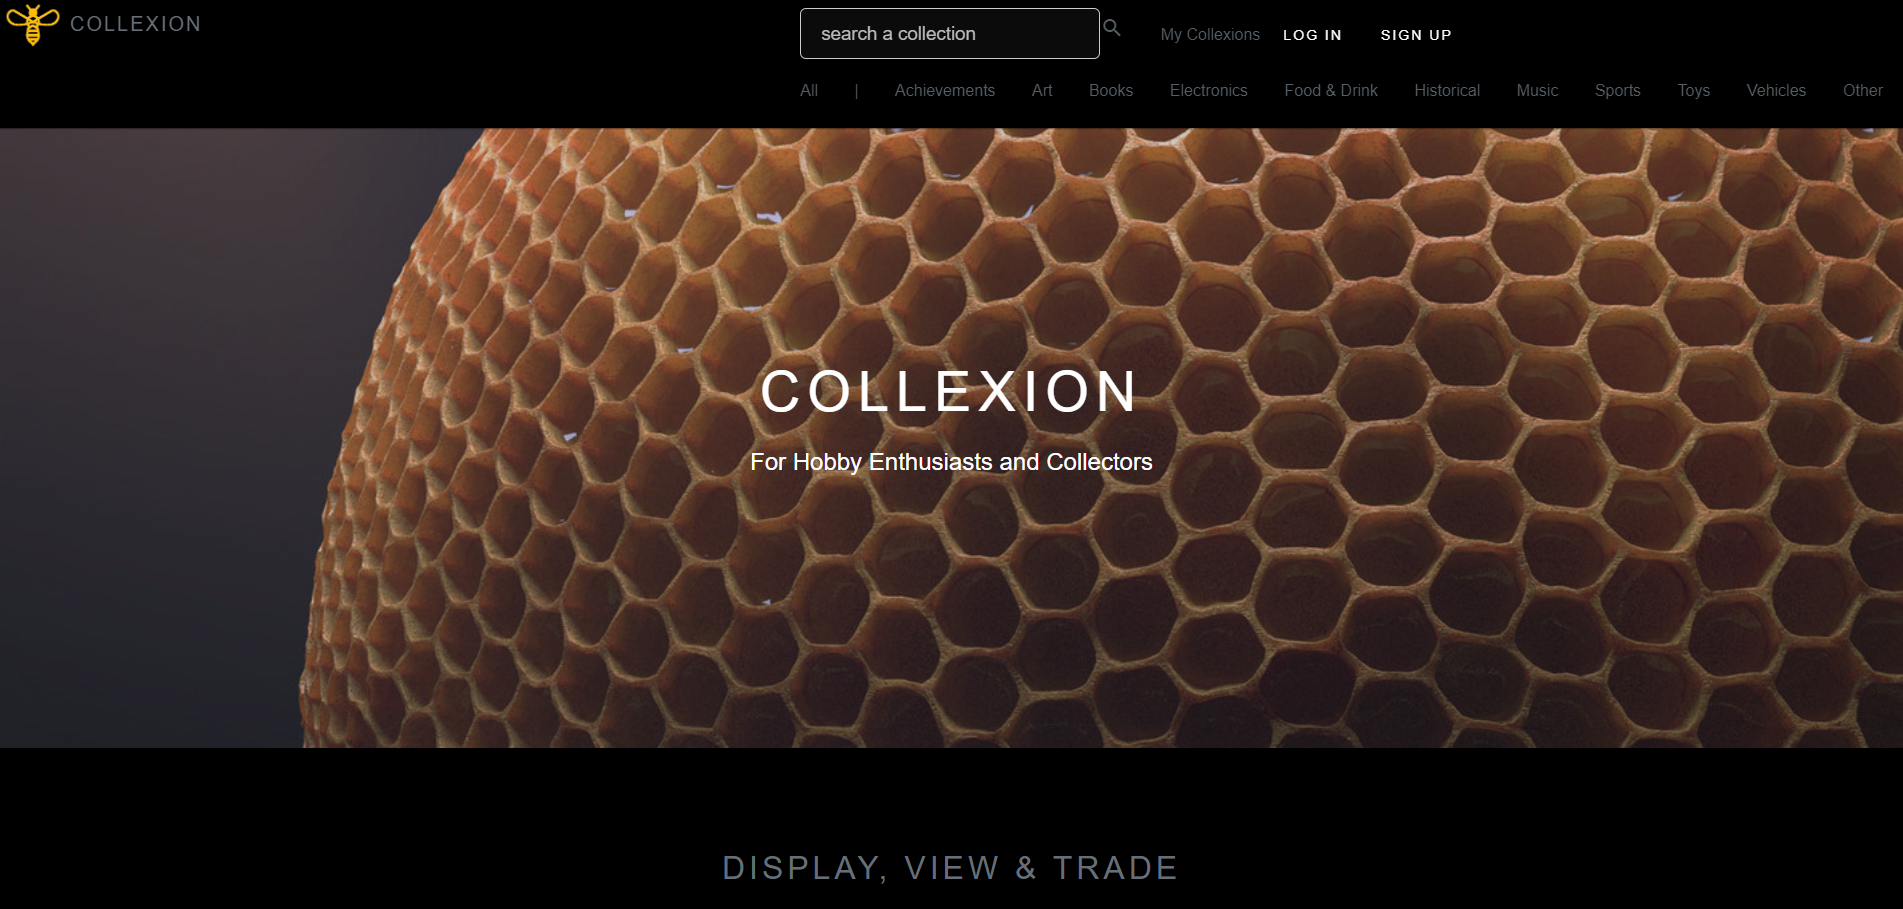 COLLEXION
search a collection
My Collexions LOG IN SIGN UP
All | Achievements Art Books Electronics Food & Drink Historical Music Sports Toys Vehicles Other
COLLEXION
For Hobby Enthusiasts and Collectors
DISPLAY, VIEW & TRADE